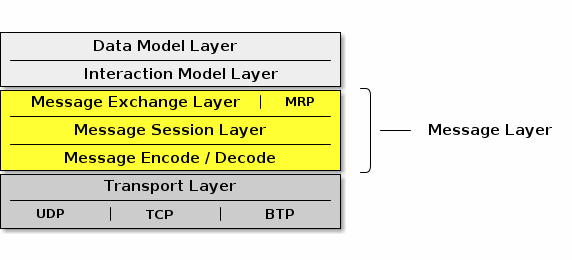 Data Model Layer
Interaction Model Layer
Message Exchange Layer | MRP
Message Session Layer
Message Encode / Decode
Message Layer
Transport Layer
UDP | TCP | BTP